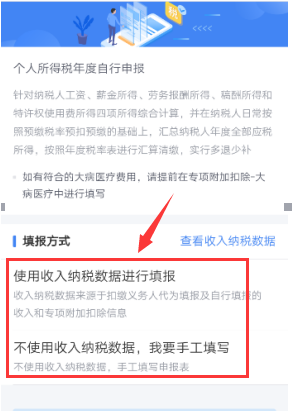 税
个人所得税年度自行申报
针对纳税人工资、薪金所得、劳务报酬所得、稿酬所得和
特许权使用费所得四项所得综合计算，并在纳税人日常按
照预缴税率预扣预缴的基础上，汇总纳税人年度全部应税
所得，按照年度税率表进行汇算清缴，实行多退少补
如有符合的大病医疗费用，请提前在专项附加扣除-大
病医疗中进行填写
填报方式 查看收入纳税数据
使用收入纳税数据进行填报
收入纳税数据来源于扣缴义务人代为填报及自行填报的
收入和专项附加扣除信息
不使用收入纳税数据，我要手工填写
不使用收入纳税数据，手工填写申报表